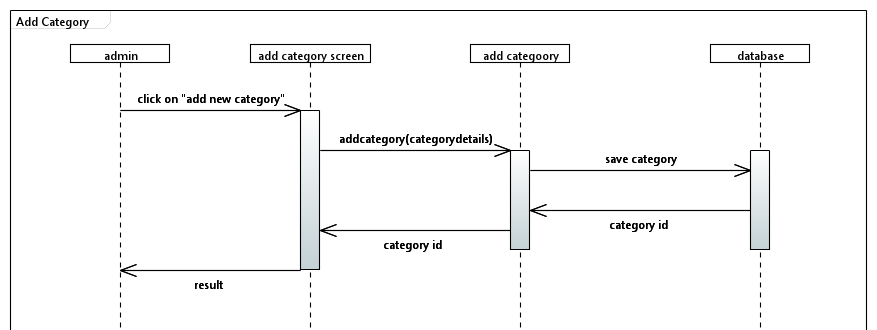 Add Category
admin
add category screen
add categoory
database
click on "add new category"
addcategory(categorydetails)
save category
category id
category id
result